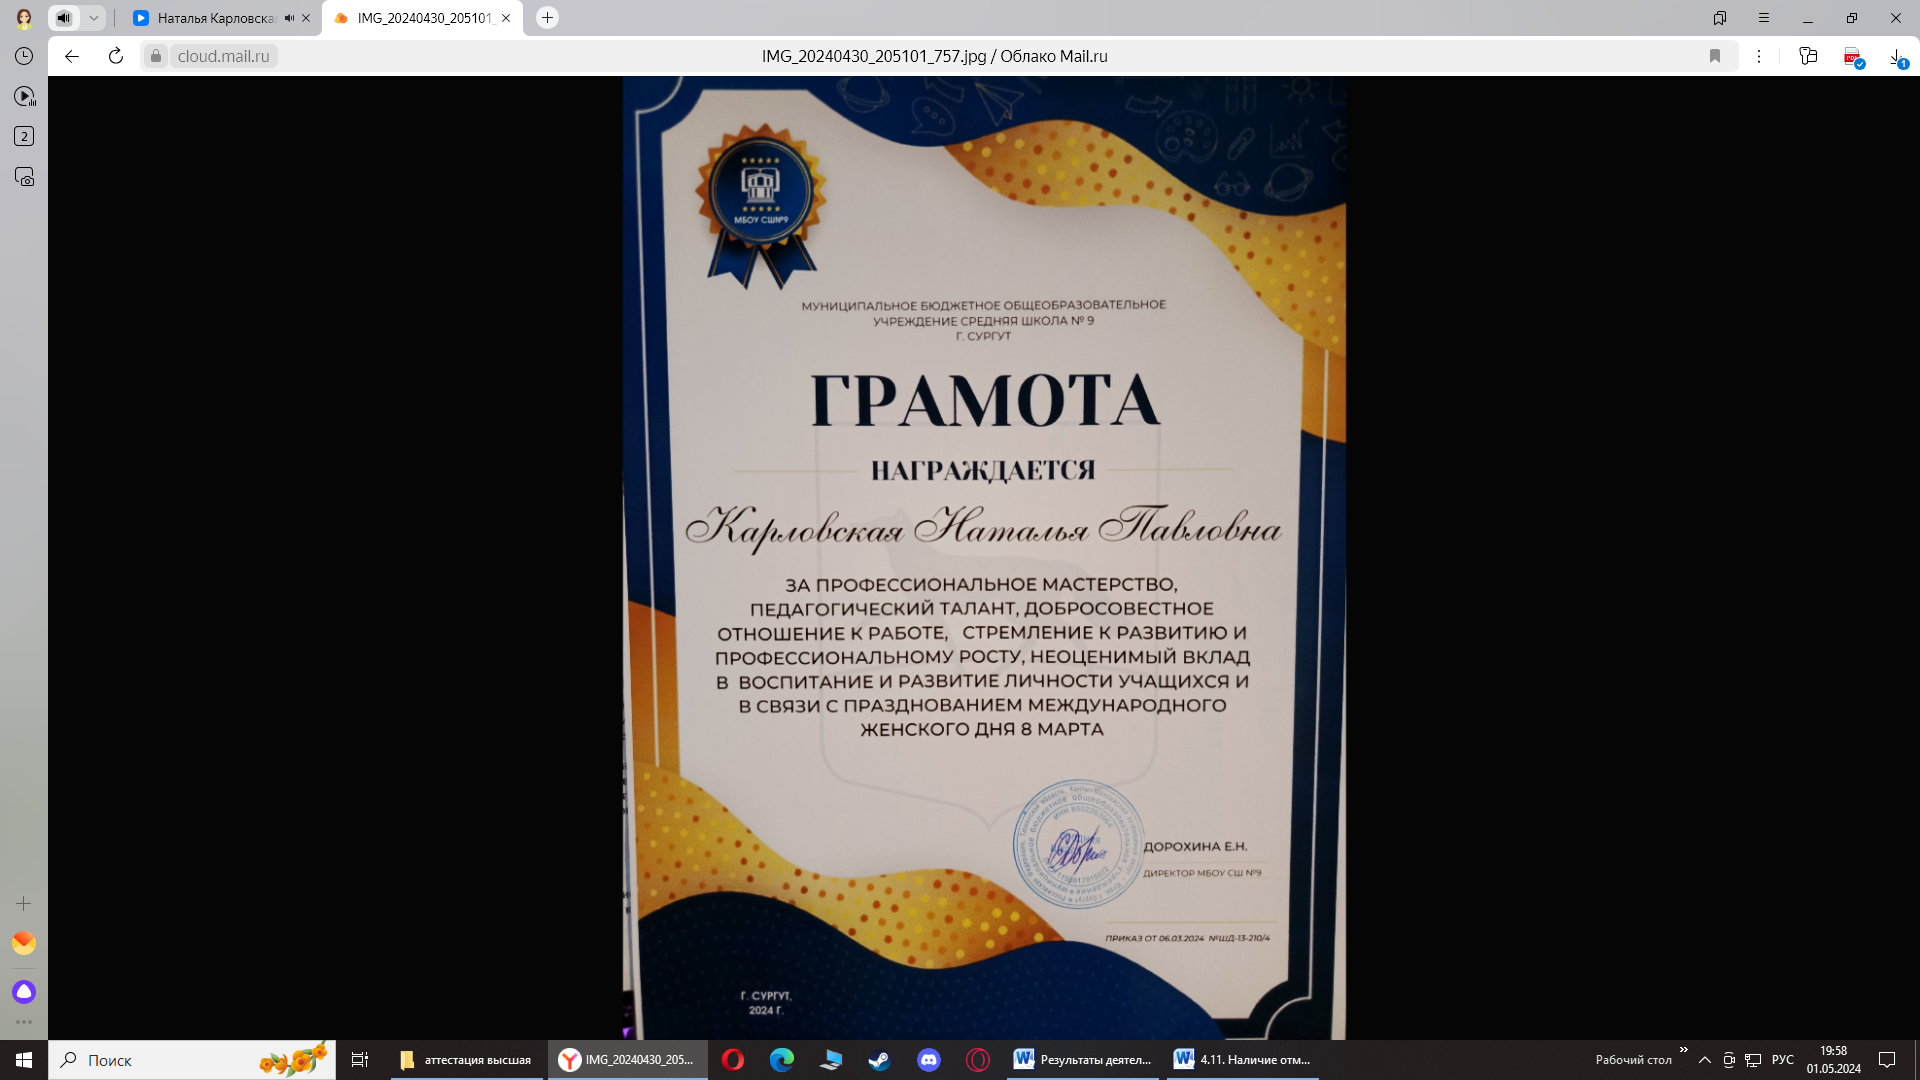 Наталья Карловска
IMG_20240430_205101_
cloud.mail.ru
IMG_20240430_205101_757.jpg / Облако Mail.ru
2
1
МБОУ СШ№9
МУНИЦИПАЛЬНОЕ БЮДЖЕТНОЕ ОБЩЕОБРАЗОВАТЕЛЬНОЕ
УЧРЕЖДЕНИЕ СРЕДНЯЯ ШКОЛА № 9
Г. СУРГУТ
ГРАМОТА
НАГРАЖДАЕТСЯ
Карловская Наталья Павловна
ЗА ПРОФЕССИОНАЛЬНОЕ МАСТЕРСТВО,
ПЕДАГОГИЧЕСКИЙ ТАЛАНТ, ДОБРОСОВЕСТНОЕ
ОТНОШЕНИЕ К РАБОТЕ, СТРЕМЛЕНИЕ К РАЗВИТИЮ И
ПРОФЕССИОНАЛЬНОМУ РОСТУ, НЕОЦЕНИМЫЙ ВКЛАД
В ВОСПИТАНИЕ И РАЗВИТИЕ ЛИЧНОСТИ УЧАЩИХСЯ И
В СВЯЗИ С ПРАЗДНОВАНИЕМ МЕЖДУНАРОДНОГО
ЖЕНСКОГО ДНЯ 8 МАРТА
ДОРОХИНА Е.Н.
ДИРЕКТОР МБОУ СШ №9
ПРИКАЗ ОТ 06.03.2024 №ШД-13-210/4
Г. СУРГУТ,
2024 Г.
Поиск
аттестация высшая
IMG_20240430_205...
Результаты деятел...
4.11. Наличие отм...
Рабочий стол
РУС
19:58
01.05.2024